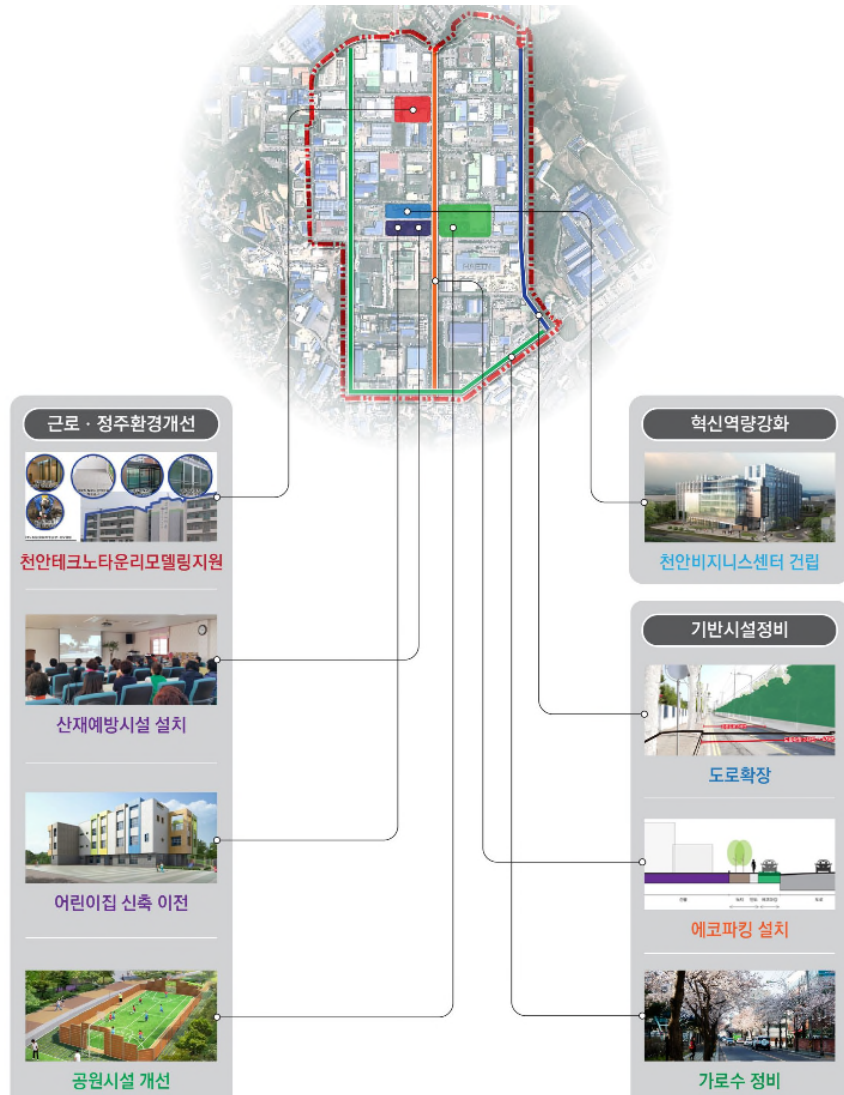 근로 · 정주환경개선
천안테크노타운리모델링지원
산재예방시설 설치
어린이집 신축 이전
공원시설 개선
혁신역량강화
천안비지니스센터 건립
기반시설정비
도로확장
에코파킹 설치
가로수 정비